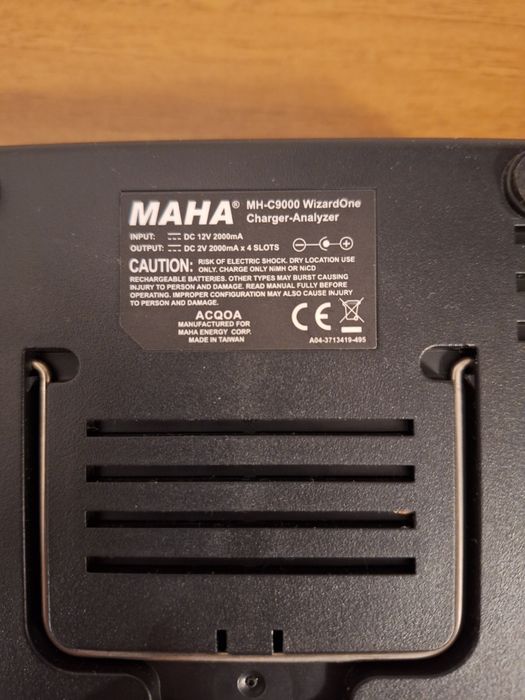 MAHA® MH-C9000 WizardOne
Charger-Analyzer
INPUT: DC 12V 2000mA
OUTPUT: DC 2V 2000mA x 4 SLOTS
CAUTION: RISK OF ELECTRIC SHOCK. DRY LOCATION USE
ONLY. CHARGE ONLY NiMH OR NiCD
RECHARGEABLE BATTERIES. OTHER TYPES MAY BURST CAUSING
INJURY TO PERSON AND DAMAGE. READ MANUAL FULLY BEFORE
OPERATING. IMPROPER CONFIGURATION MAY ALSO CAUSE INJURY
TO PERSON AND DAMAGE.
ACQOA
MANUFACTURED FOR
MAHA ENERGY CORP.
MADE IN TAIWAN
CE
A04-3713419-495